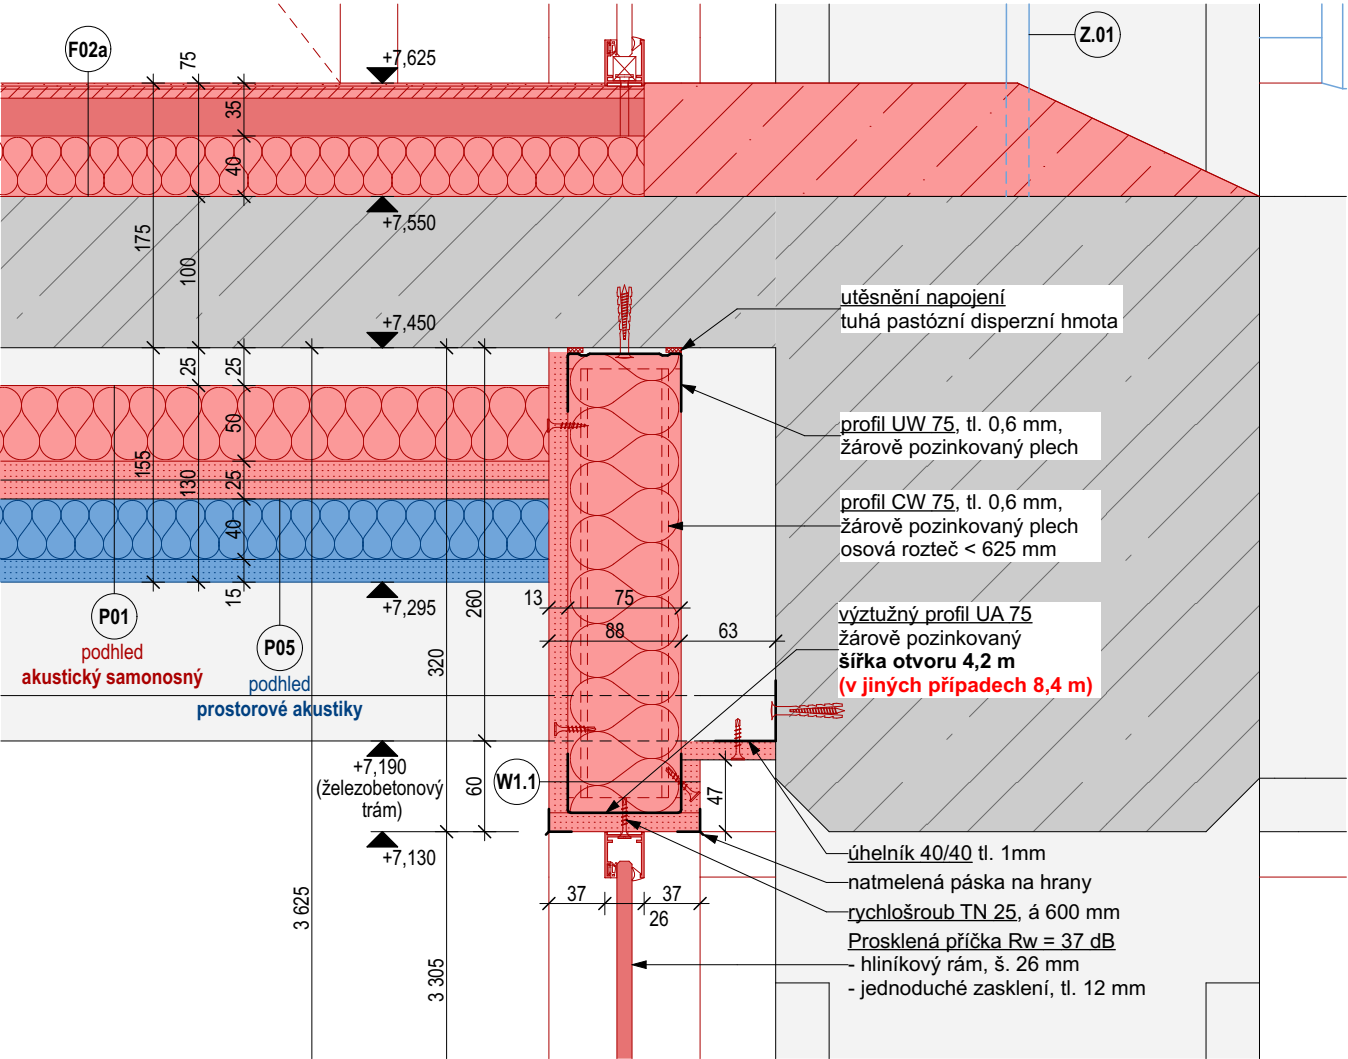 F02a
75
+7,625
Z.01
35
40
+7,550
175
100
+7,450
utěsnění napojení
tuhá pastózní disperzní hmota
25
25
50
155
130
25
40
15
profil UW 75, tl. 0,6 mm,
žárově pozinkovaný plech
profil CW 75, tl. 0,6 mm,
žárově pozinkovaný plech
osová rozteč < 625 mm
+7,295
260
13
75
88
63
320
P01
podhled
akustický samonosný
P05
podhled
prostorové akustiky
výztužný profil UA 75
žárově pozinkovaný
šířka otvoru 4,2 m
(v jiných případech 8,4 m)
+7,190
(železobetonový
trám)
60
W1.1
47
+7,130
úhelník 40/40 tl. 1mm
natmelená páska na hrany
rychlošroub TN 25, á 600 mm
37
37
26
3 625
3 305
Prosklená příčka Rw = 37 dB
- hliníkový rám, š. 26 mm
- jednoduché zasklení, tl. 12 mm